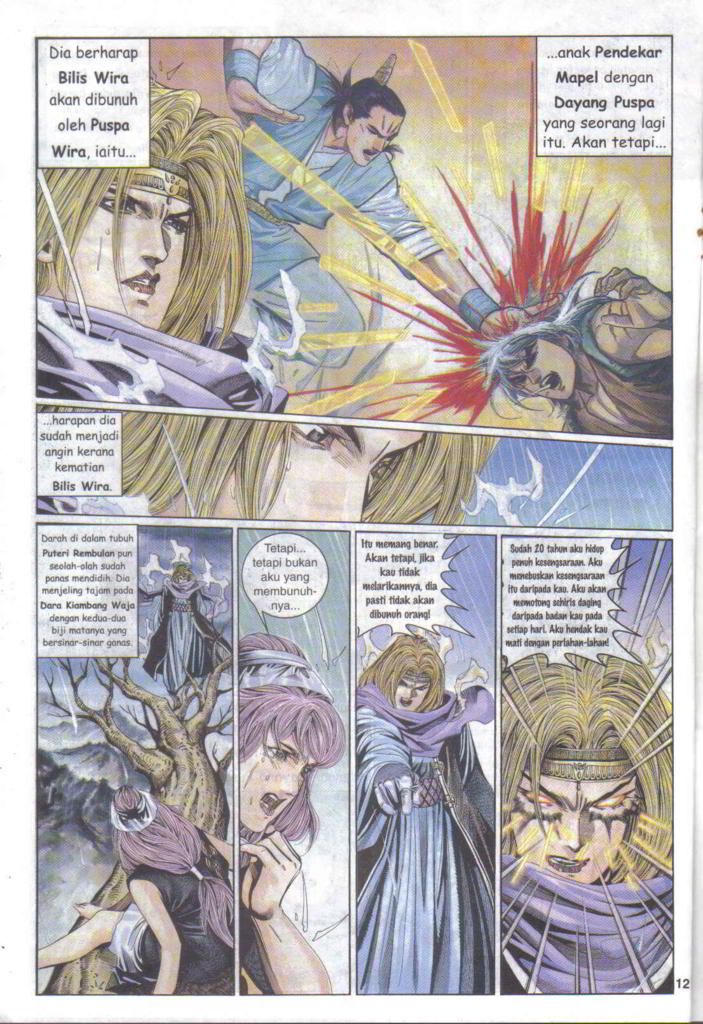 Dia berharap
Bilis Wira
akan dibunuh
oleh Puspa
Wira, iaitu...
...anak Pendekar
Mapel dengan
Dayang Puspa
yang seorang lagi
itu. Akan tetapi...
...harapan dia
sudah menjadi
angin kerana
kematian
Bilis Wira.
Darah di dalam tubuh
Puteri Rembulan pun
seolah-olah sudah
panas mendidih. Dia
menjeling tajam pada
Dara Kiambang Waja
dengan kedua-dua
biji matanya yang
bersinar-sinar ganas.
Tetapi...
tetapi bukan
aku yang
membunuh-
nya...
Itu memang benar.
Akan tetapi, jika
kau tidak
melarikannya, dia
pasti tidak akan
dibunuh orang!
Sudah 20 tahun aku hidup
penuh kesengsaraan. Aku
menebuskan kesengsaraan
itu daripada kau. Aku akan
memotong sehiris daging
daripada badan kau pada
setiap hari. Aku hendak kau
mati dengan perlahan-lahan!
12